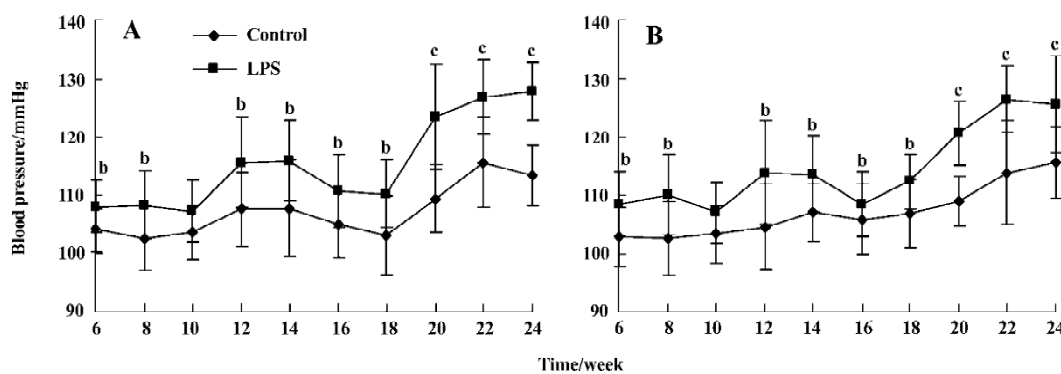 A
Control
LPS
B
Blood pressure/mmHg
140
130
120
110
100
90
b b b b b b c c c
6 8 10 12 14 16 18 20 22 24
140
130
120
110
100
90
b b b b b b c c c
6 8 10 12 14 16 18 20 22 24
Time/week